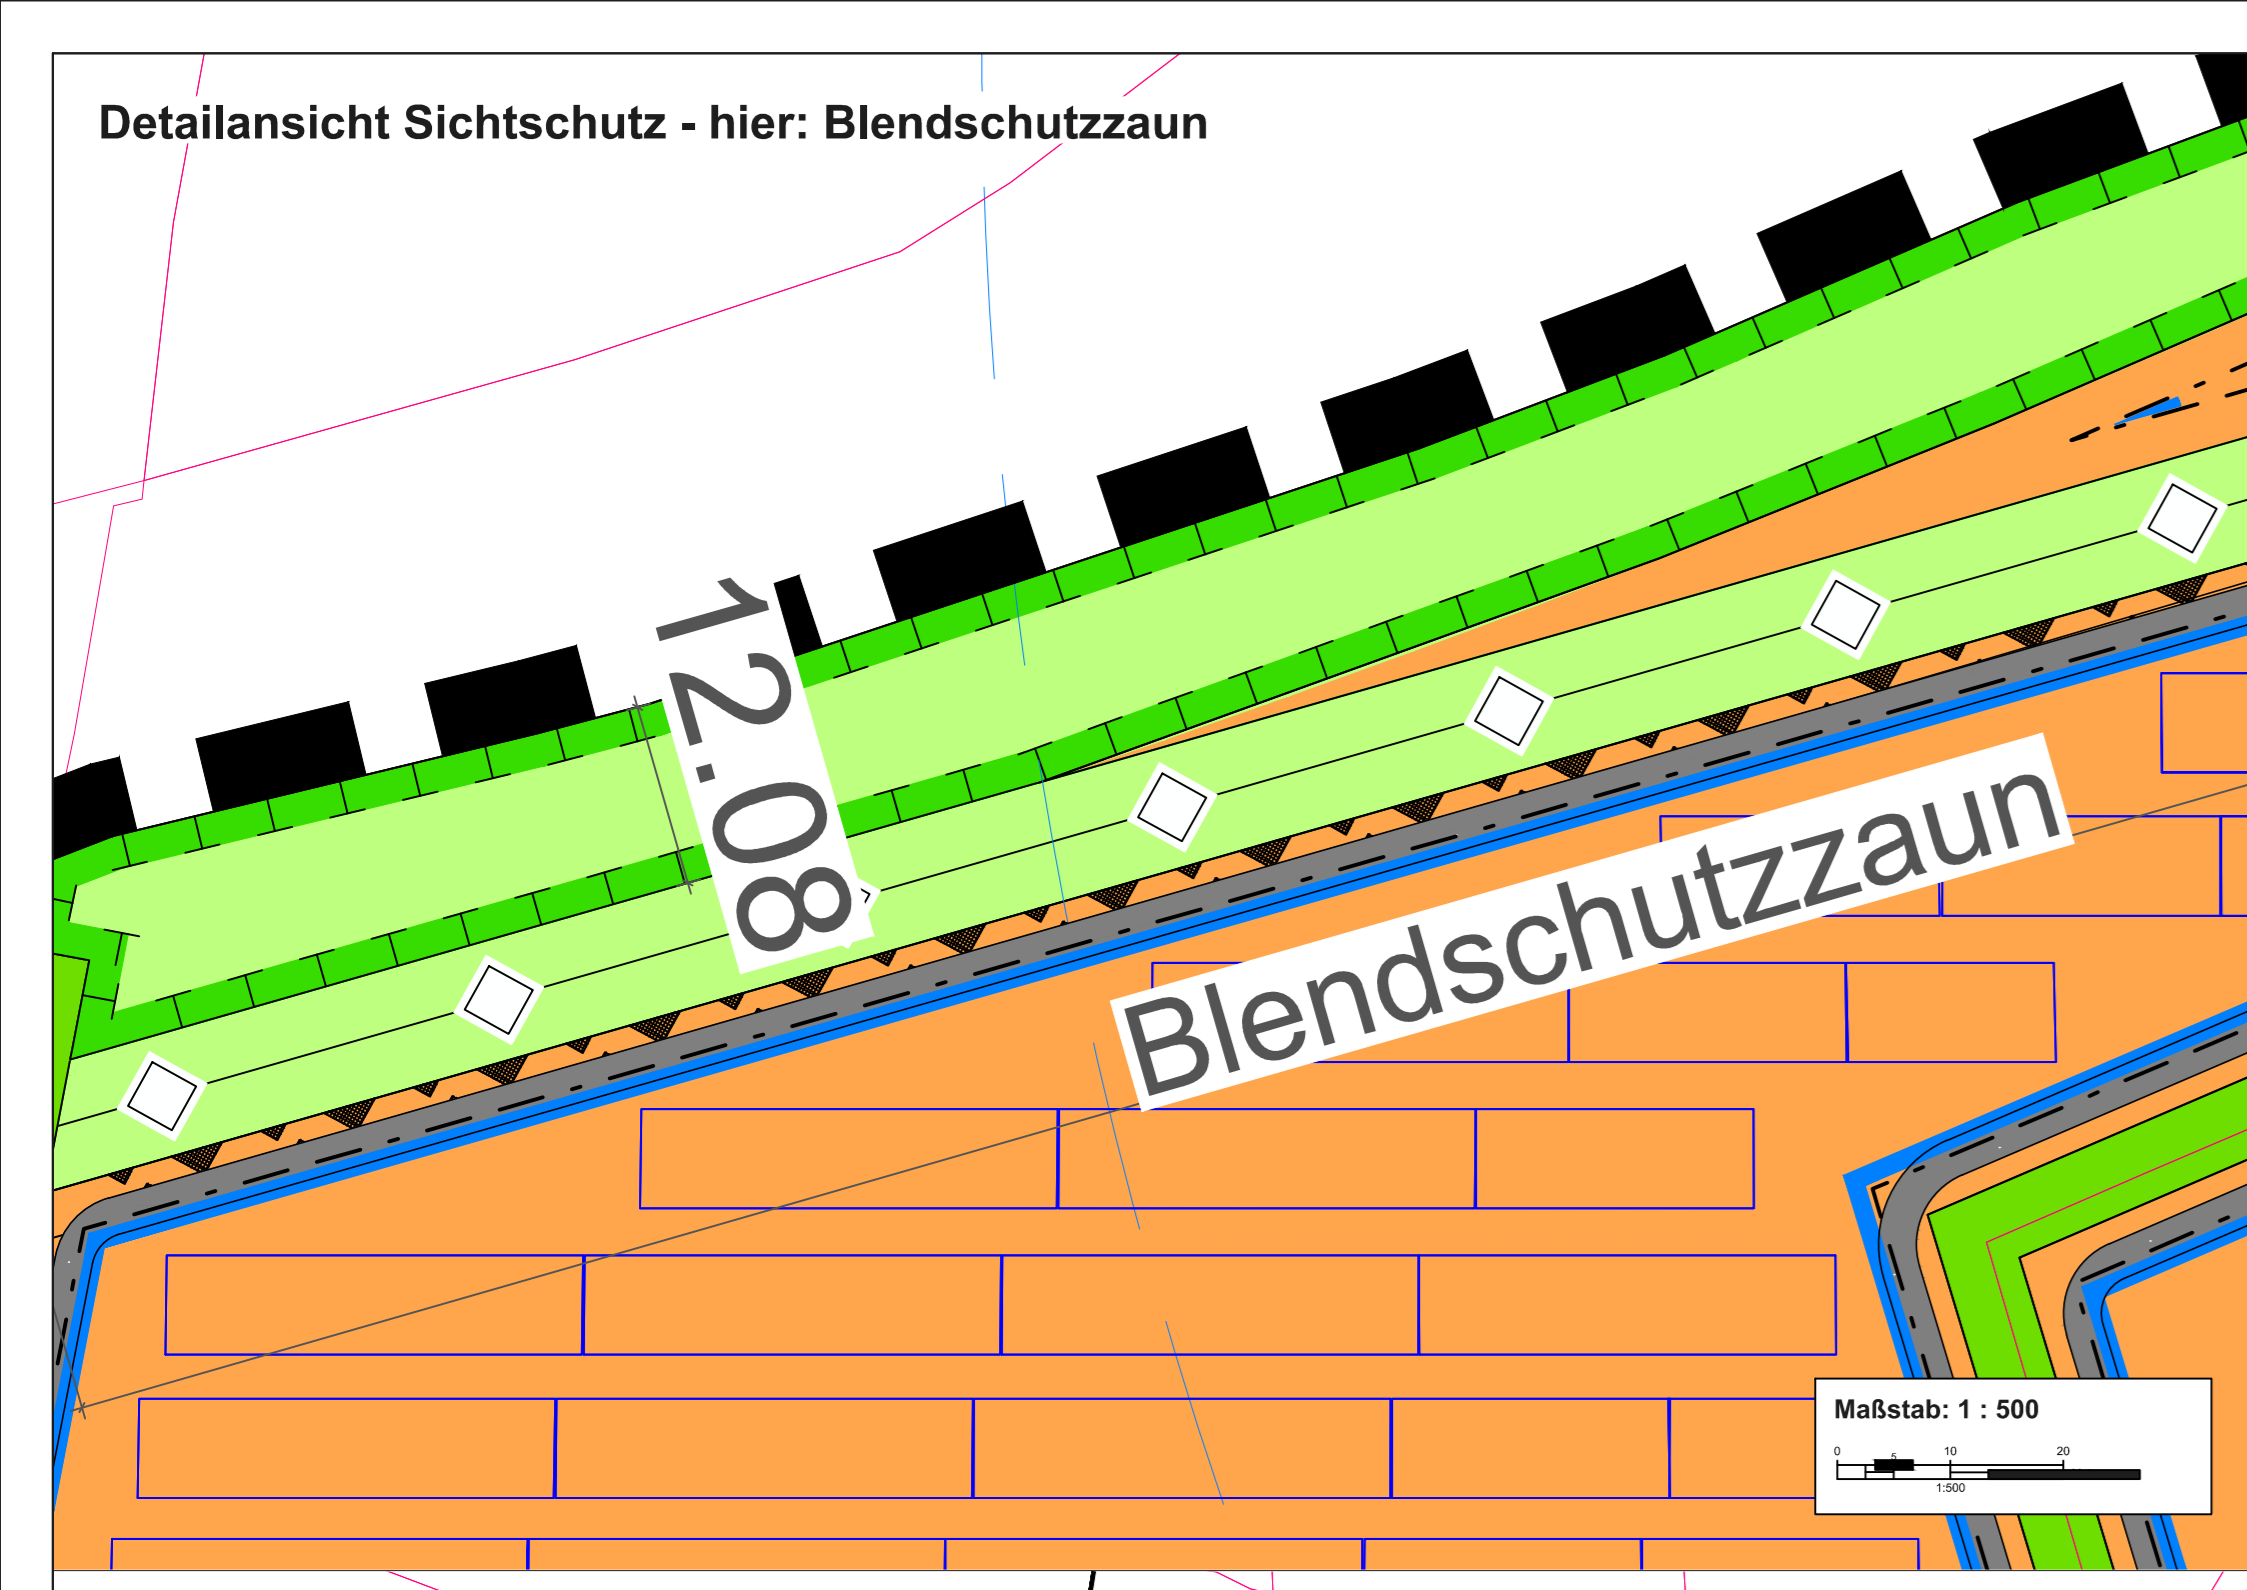 Detailansicht Sichtschutz - hier: Blendschutzzaun
12.08
Blendschutzzaun
Maßstab: 1 : 500
0 5 10 20
1:500